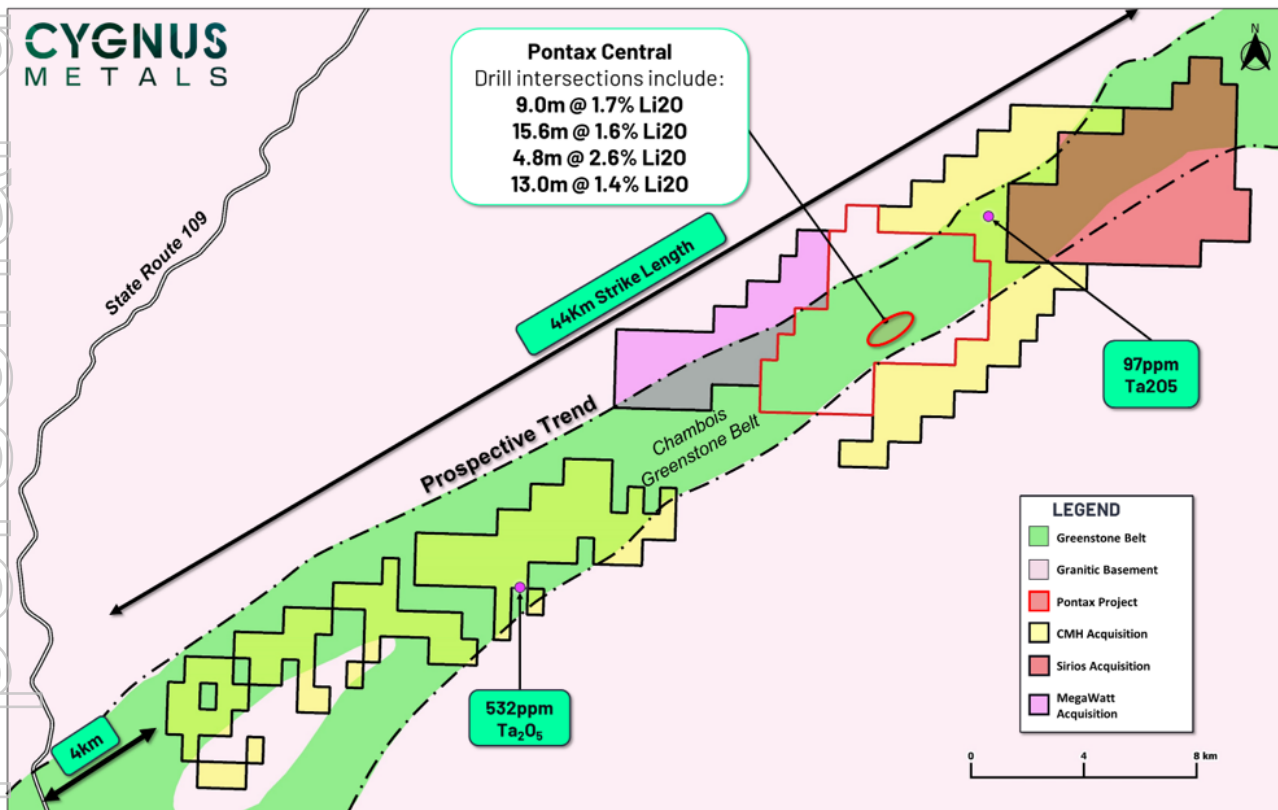 CYGNUS
METALS
Pontax Central
Drill intersections include:
9.0m @ 1.7% Li2O
15.6m @ 1.6% Li2O
4.8m @ 2.6% Li2O
13.0m @ 1.4% Li2O
N
State Route 109
44Km Strike Length
97ppm
Ta2O5
Prospective Trend
Chambois
Greenstone Belt
532ppm
Ta₂O₅
4km
LEGEND
Greenstone Belt
Granitic Basement
Pontax Project
CMH Acquisition
Sirios Acquisition
MegaWatt
Acquisition
0 4 8 km